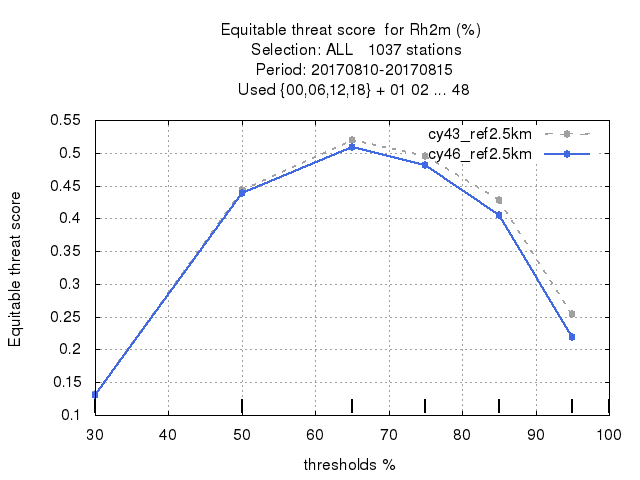 Equitable threat score  for Rh2m (%)
Selection: ALL   1037 stations
Period: 20170810-20170815
Used {00,06,12,18} + 01 02 ... 48
cy43_ref2.5km
cy46_ref2.5km
Equitable threat score
0.55
0.5
0.45
0.4
0.35
0.3
0.25
0.2
0.15
0.1
30 40 50 60 70 80 90 100
thresholds %